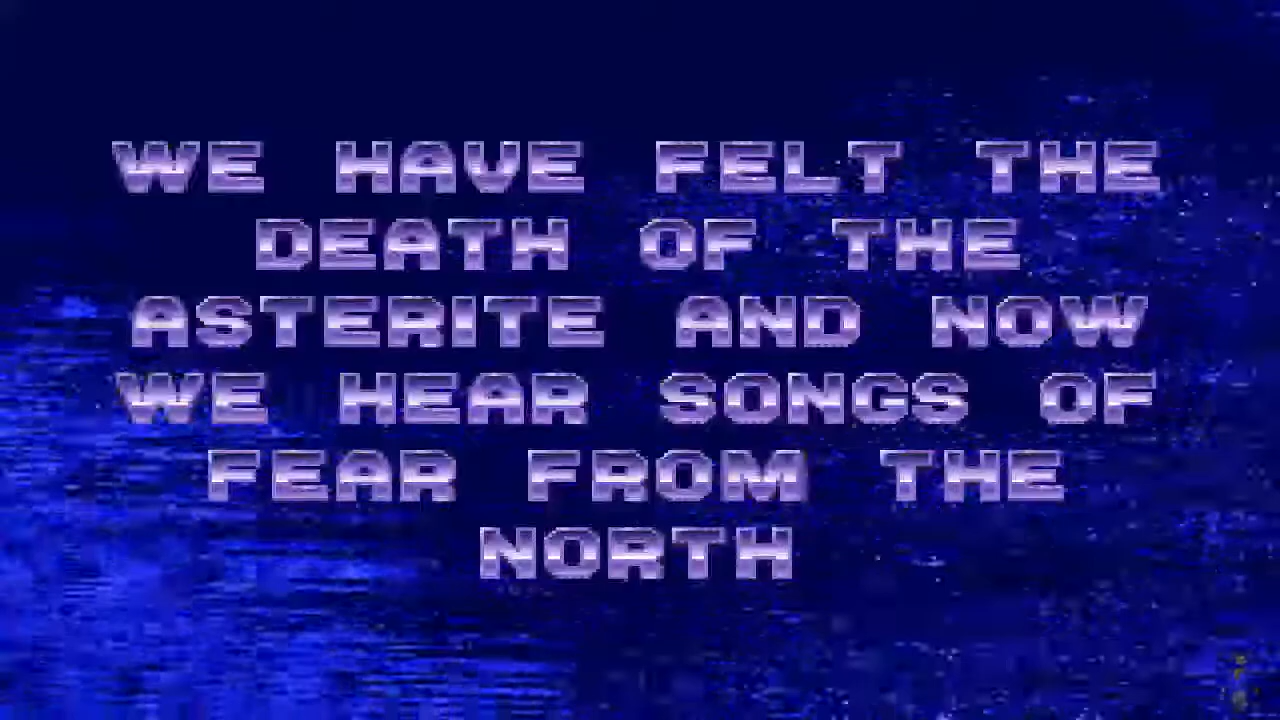 WE HAVE FELT THE
DEATH OF THE
ASTERITE AND NOW
WE HEAR SONGS OF
FEAR FROM THE
NORTH